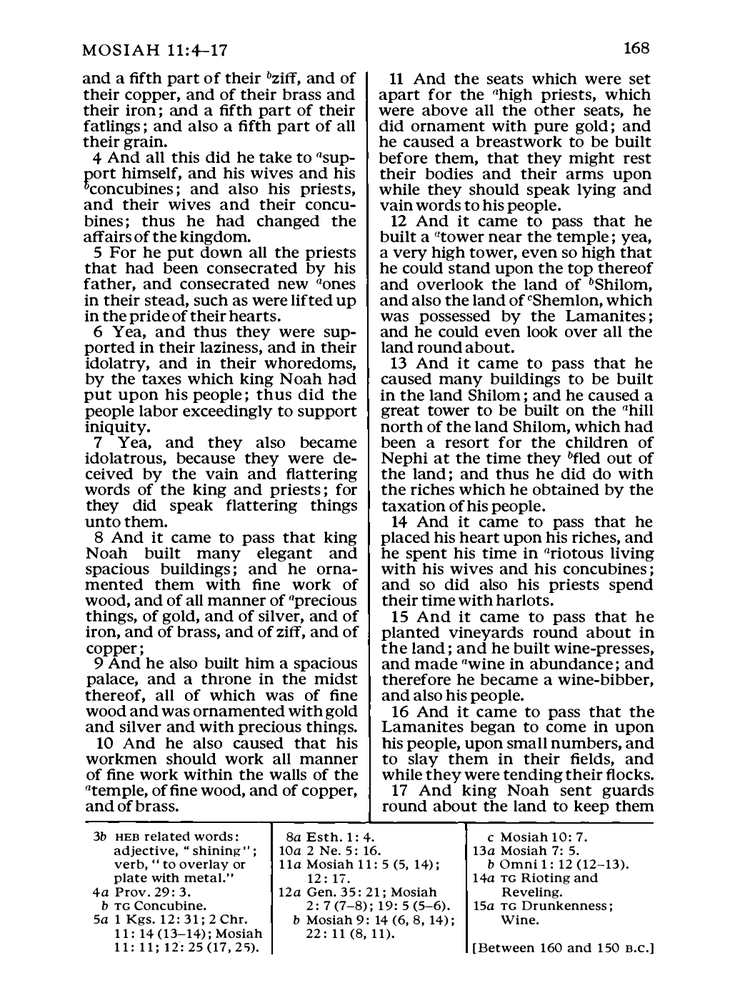 MOSIAH 11:4–17
168
and a fifth part of their bziff, and of
their copper, and of their brass and
their iron; and a fifth part of their
fatlings; and also a fifth part of all
their grain.
4 And all this did he take to asup-
port himself, and his wives and his
bconcubines; and also his priests,
and their wives and their concu-
bines; thus he had changed the
affairs of the kingdom.
5 For he put down all the priests
that had been consecrated by his
father, and consecrated new aones
in their stead, such as were lifted up
in the pride of their hearts.
6 Yea, and thus they were sup-
ported in their laziness, and in their
idolatry, and in their whoredoms,
by the taxes which king Noah had
put upon his people; thus did the
people labor exceedingly to support
iniquity.
7 Yea, and they also became
idolatrous, because they were de-
ceived by the vain and flattering
words of the king and priests; for
they did speak flattering things
unto them.
8 And it came to pass that king
Noah built many elegant and
spacious buildings; and he orna-
mented them with fine work of
wood, and of all manner of aprecious
things, of gold, and of silver, and of
iron, and of brass, and of ziff, and of
copper;
9 And he also built him a spacious
palace, and a throne in the midst
thereof, all of which was of fine
wood and was ornamented with gold
and silver and with precious things.
10 And he also caused that his
workmen should work all manner
of fine work within the walls of the
atemple, of fine wood, and of copper,
and of brass.
11 And the seats which were set
apart for the ahigh priests, which
were above all the other seats, he
did ornament with pure gold; and
he caused a breastwork to be built
before them, that they might rest
their bodies and their arms upon
while they should speak lying and
vain words to his people.
12 And it came to pass that he
built a atower near the temple; yea,
a very high tower, even so high that
he could stand upon the top thereof
and overlook the land of bShilom,
and also the land of cShemlon, which
was possessed by the Lamanites;
and he could even look over all the
land round about.
13 And it came to pass that he
caused many buildings to be built
in the land Shilom; and he caused a
great tower to be built on the ahill
north of the land Shilom, which had
been a resort for the children of
Nephi at the time they bfled out of
the land; and thus he did do with
the riches which he obtained by the
taxation of his people.
14 And it came to pass that he
placed his heart upon his riches, and
he spent his time in ariotous living
with his wives and his concubines;
and so did also his priests spend
their time with harlots.
15 And it came to pass that he
planted vineyards round about in
the land; and he built wine-presses,
and made awine in abundance; and
therefore he became a wine-bibber,
and also his people.
16 And it came to pass that the
Lamanites began to come in upon
his people, upon small numbers, and
to slay them in their fields, and
while they were tending their flocks.
17 And king Noah sent guards
round about the land to keep them
3b HEB related words:
adjective, "shining";
verb, "to overlay or
plate with metal."
4a Prov. 29:3.
b TG Concubine.
5a 1 Kgs. 12:31; 2 Chr.
11:14 (13–14); Mosiah
11:11; 12:25 (17, 25).
8a Esth. 1:4.
10a 2 Ne. 5:16.
11a Mosiah 11:5 (5, 14);
12:17.
12a Gen. 35:21; Mosiah
2:7 (7–8); 19:5 (5–6).
b Mosiah 9:14 (6, 8, 14);
22:11 (8, 11).
c Mosiah 10:7.
13a Mosiah 7:5.
b Omni 1:12 (12–13).
14a TG Rioting and
Reveling.
15a TG Drunkenness;
Wine.
[Between 160 and 150 B.C.]